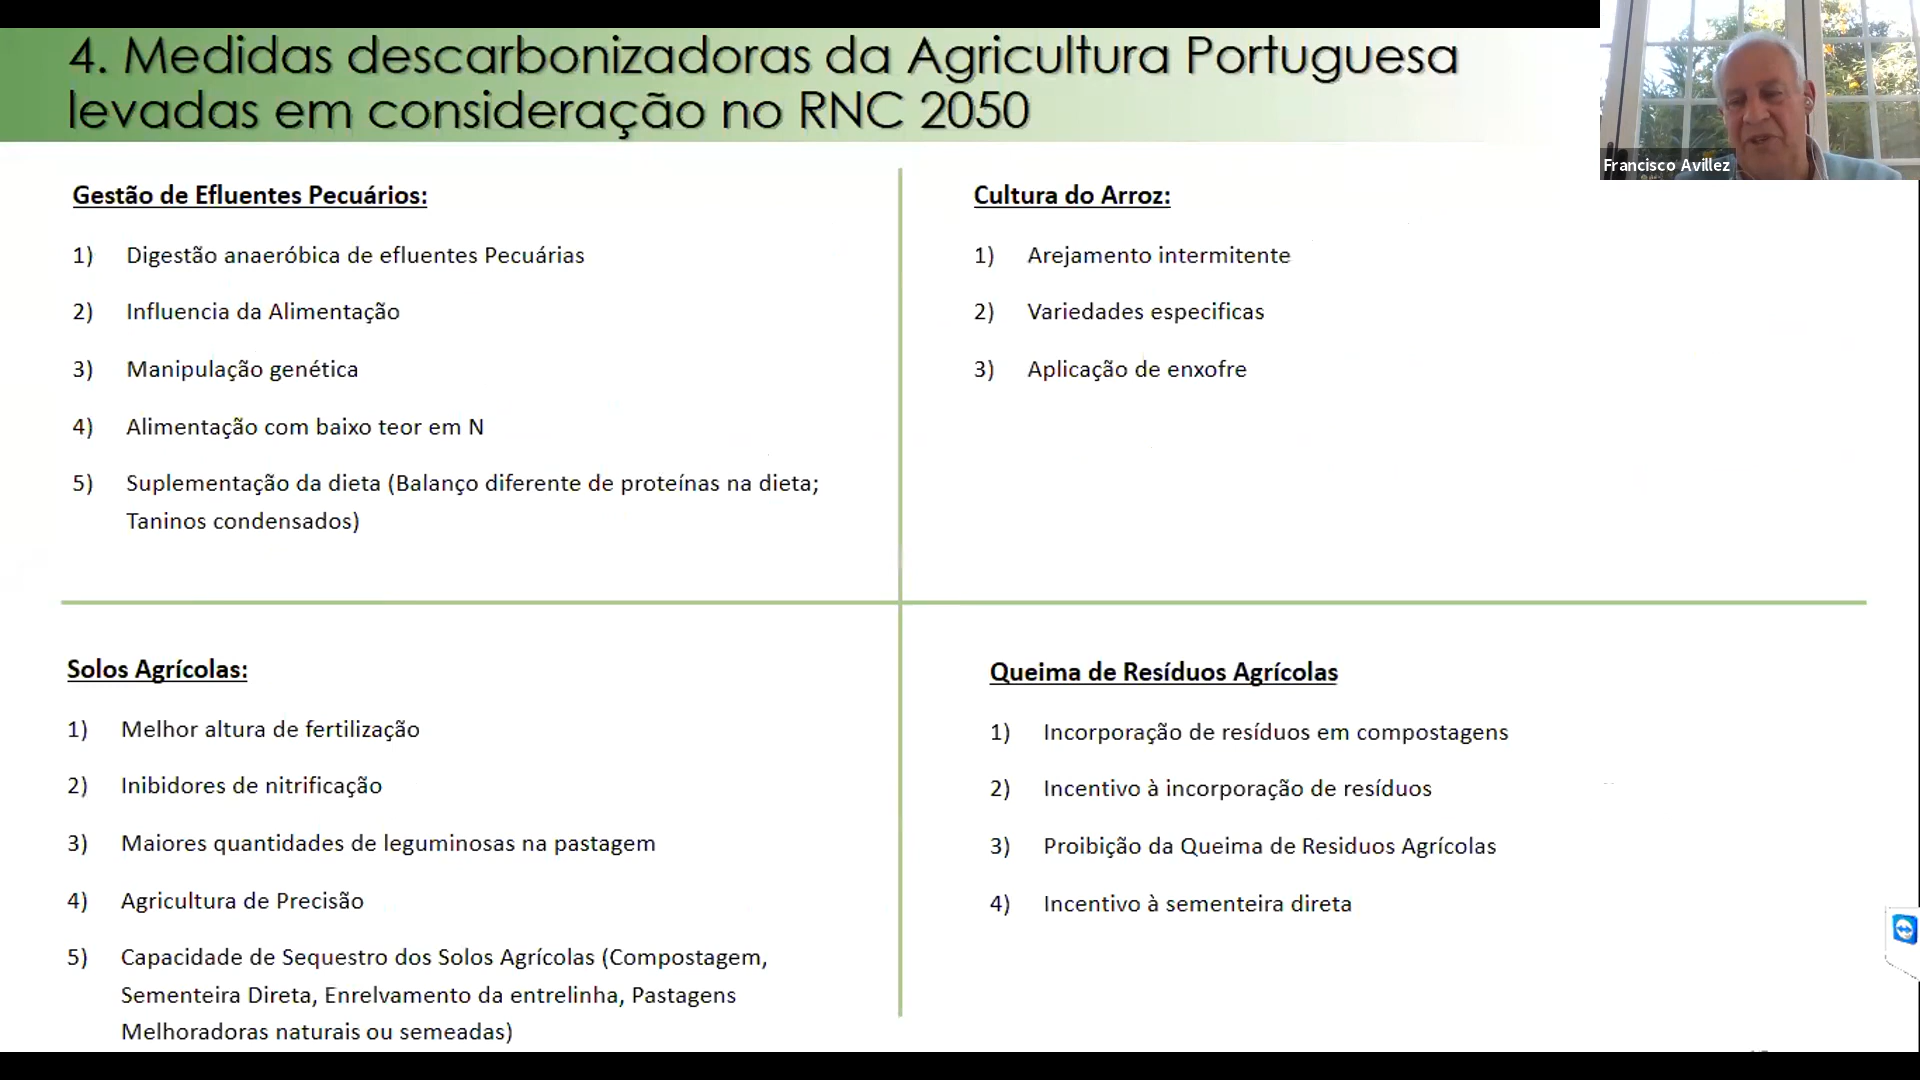 4. Medidas descarbonizadoras da Agricultura Portuguesa
levadas em consideração no RNC 2050
Francisco Avillez
Gestão de Efluentes Pecuários:
1) Digestão anaeróbica de efluentes Pecuárias
2) Influencia da Alimentação
3) Manipulação genética
4) Alimentação com baixo teor em N
5) Suplementação da dieta (Balanço diferente de proteínas na dieta;
Taninos condensados)
Cultura do Arroz:
1) Arejamento intermitente
2) Variedades especificas
3) Aplicação de enxofre
Solos Agrícolas:
1) Melhor altura de fertilização
2) Inibidores de nitrificação
3) Maiores quantidades de leguminosas na pastagem
4) Agricultura de Precisão
5) Capacidade de Sequestro dos Solos Agrícolas (Compostagem,
Sementeira Direta, Enrelvamento da entrelinha, Pastagens
Melhoradoras naturais ou semeadas)
Queima de Resíduos Agrícolas
1) Incorporação de resíduos em compostagens
2) Incentivo à incorporação de resíduos
3) Proibição da Queima de Residuos Agrícolas
4) Incentivo à sementeira direta